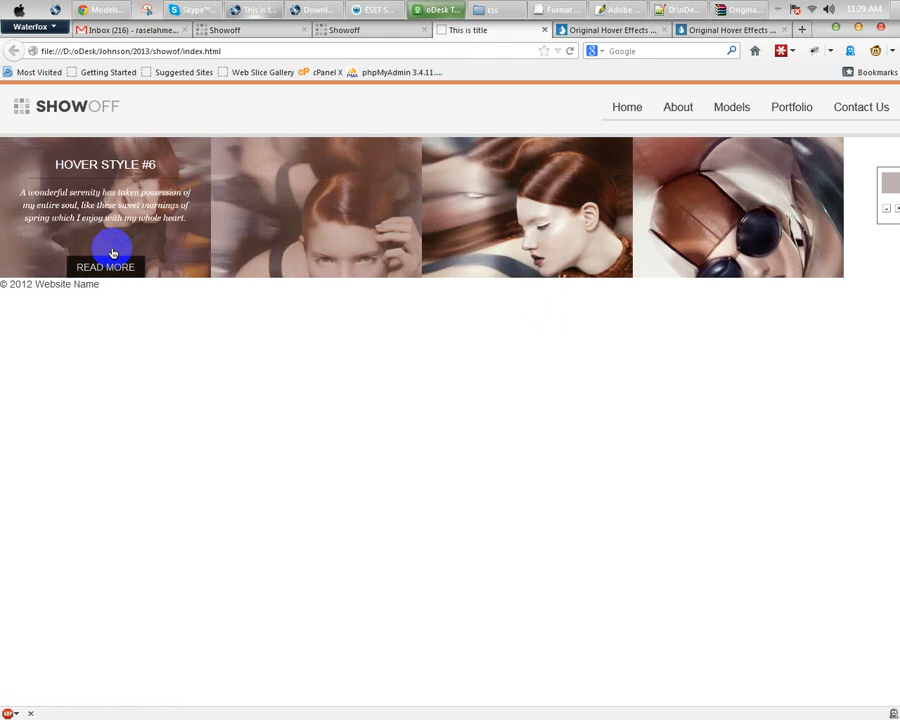 Models... Skype™... This is t... Downl... ESET S... oDesk T... css Format ... Adobe ... D:\oDe... Origina... 11:29 AM
Waterfox Inbox (216) - raselahme... Showoff Showoff This is title Original Hover Effects ... Original Hover Effects ...
file:///D:/oDesk/Johnson/2013/showof/index.html Google
Most Visited Getting Started Suggested Sites Web Slice Gallery cPanel X phpMyAdmin 3.4.11.... Bookmarks
SHOWOFF Home About Models Portfolio Contact Us
HOVER STYLE #6
A wonderful serenity has taken possession of
my entire soul, like these sweet mornings of
spring which I enjoy with my whole heart.
READ MORE
© 2012 Website Name